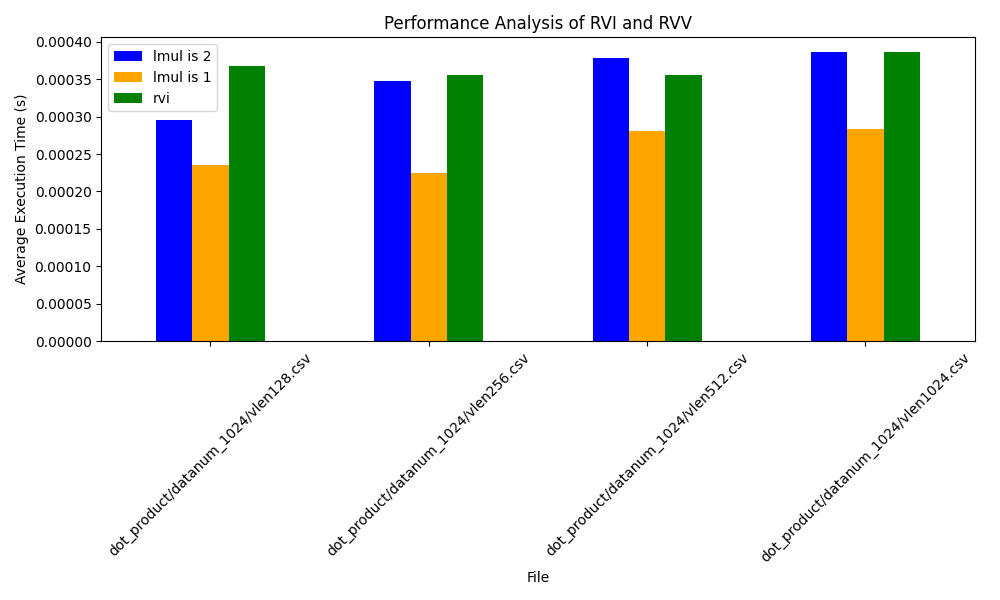 Performance Analysis of RVI and RVV
lmul is 2
lmul is 1
rvi
Average Execution Time (s)
0.00040
0.00035
0.00030
0.00025
0.00020
0.00015
0.00010
0.00005
0.00000
dot_product/datanum_1024/vlen128.csv
dot_product/datanum_1024/vlen256.csv
dot_product/datanum_1024/vlen512.csv
dot_product/datanum_1024/vlen1024.csv
File